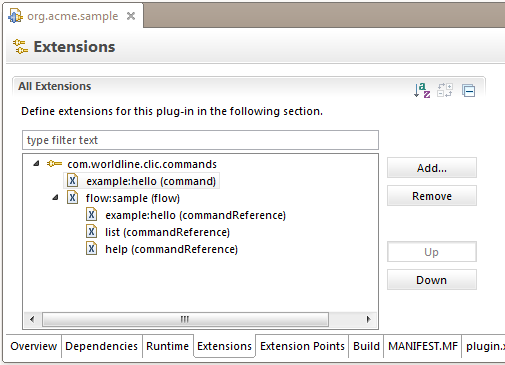 org.acme.sample
Extensions
All Extensions
Define extensions for this plug-in in the following section.
type filter text
com.worldline.clic.commands
example:hello (command)
flow:sample (flow)
example:hello (commandReference)
list (commandReference)
help (commandReference)
Add...
Remove
Up
Down
Overview Dependencies Runtime Extensions Extension Points Build MANIFEST.MF plugin.x